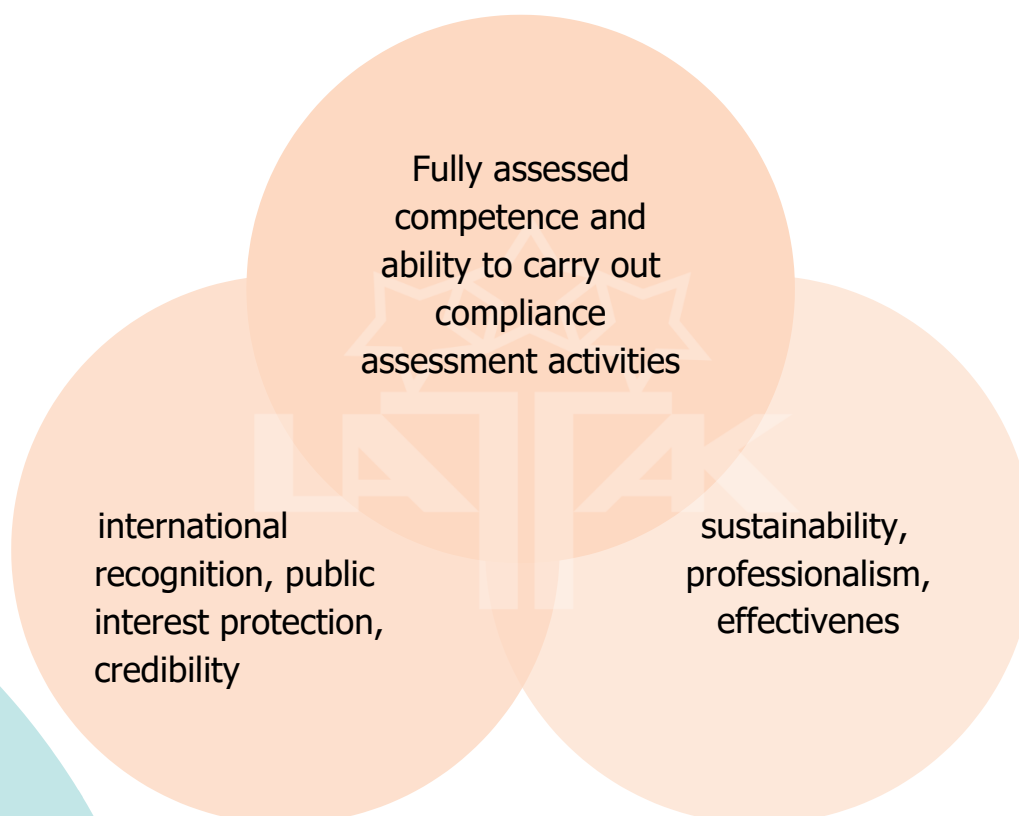 Fully assessed
competence and
ability to carry out
compliance
assessment activities
LATAK
international
recognition, public
interest protection,
credibility
sustainability,
professionalism,
effectivenes